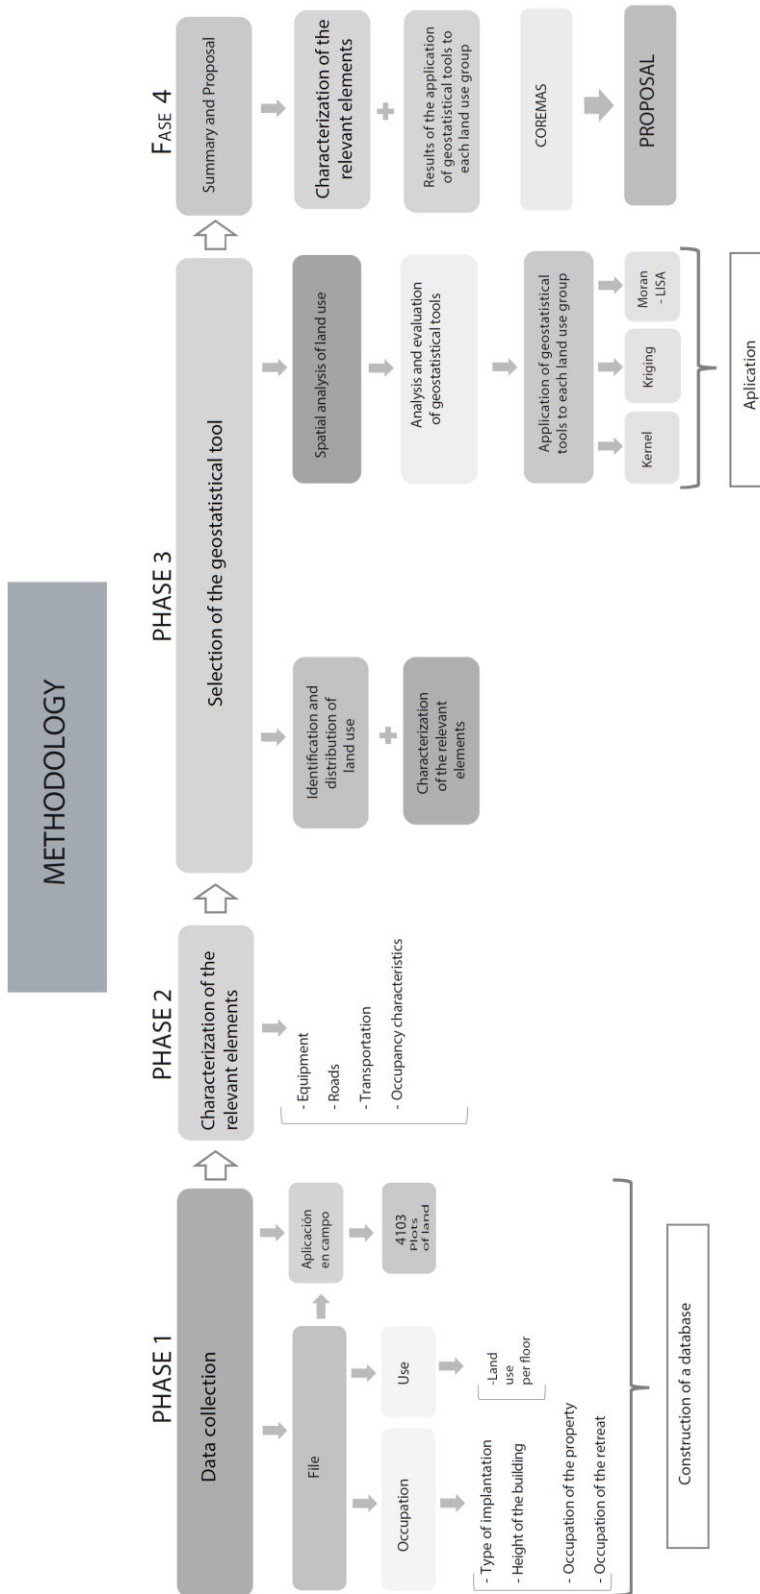 METHODOLOGY
PHASE 1
Data collection
File
Aplicación
en campo
Occupation
Use
4103
Plots
of land
- Type of implantation
- Height of the building
- Occupation of the property
- Occupation of the retreat
-Land
use
per floor
Construction of a database
PHASE 2
Characterization of the
relevant elements
- Equipment
- Roads
- Transportation
- Occupancy characteristics
PHASE 3
Selection of the geostatistical tool
Identification and
distribution of
land use
Characterization
of the relevant
elements
Spatial analysis of land use
Analysis and evaluation
of geostatistical tools
Application of geostatistical
tools to each land use group
Kernel
Kriging
Moran
- LISA
Aplication
FASE 4
Summary and Proposal
Characterization of the
relevant elements
Results of the application
of geostatistical tools to
each land use group
COREMAS
PROPOSAL